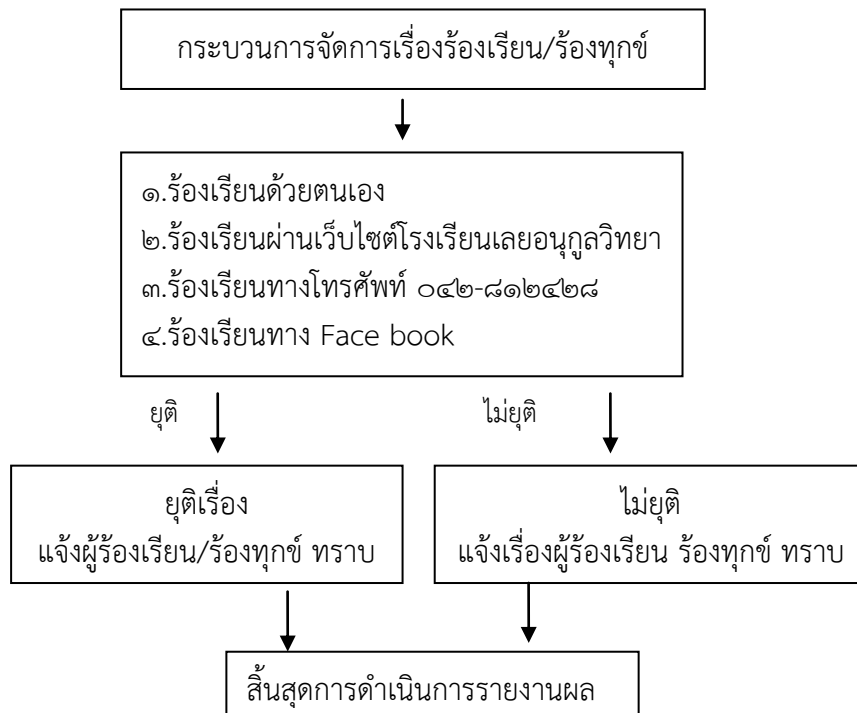 กระบวนการจัดการเรื่องร้องเรียน/ร้องทุกข์
๑.ร้องเรียนด้วยตนเอง
๒.ร้องเรียนผ่านเว็บไซต์โรงเรียนเลยอนุกูลวิทยา
๓.ร้องเรียนทางโทรศัพท์ ๐๔๒-๘๑๒๔๒๘
๔.ร้องเรียนทาง Face book
ยุติ
ไม่ยุติ
ยุติเรื่อง
แจ้งผู้ร้องเรียน/ร้องทุกข์ ทราบ
ไม่ยุติ
แจ้งเรื่องผู้ร้องเรียน ร้องทุกข์ ทราบ
สิ้นสุดการดำเนินการรายงานผล